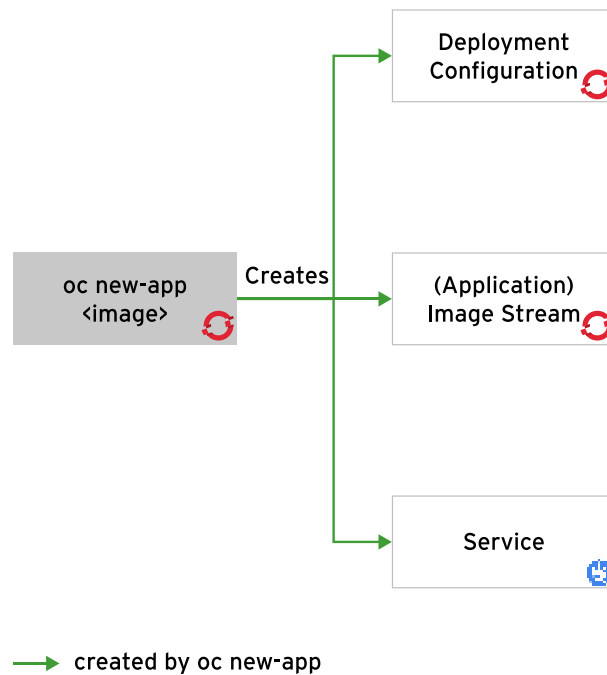 Deployment
Configuration
oc new-app
<image>
Creates
(Application)
Image Stream
Service
created by oc new-app